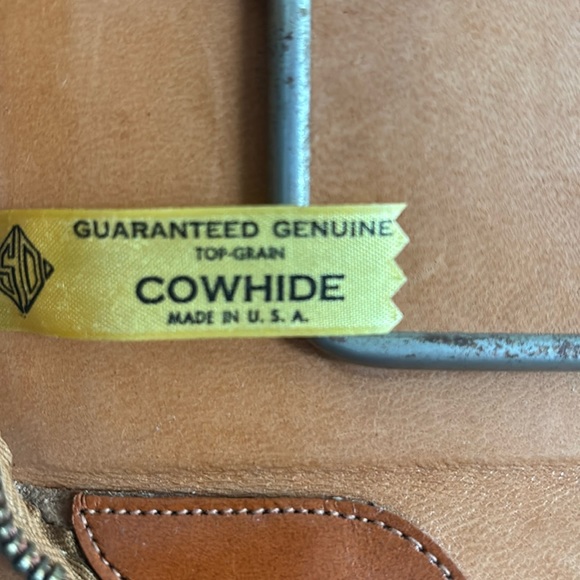 GUARANTEED GENUINE
TOP-GRAIN
COWHIDE
MADE IN U. S. A.